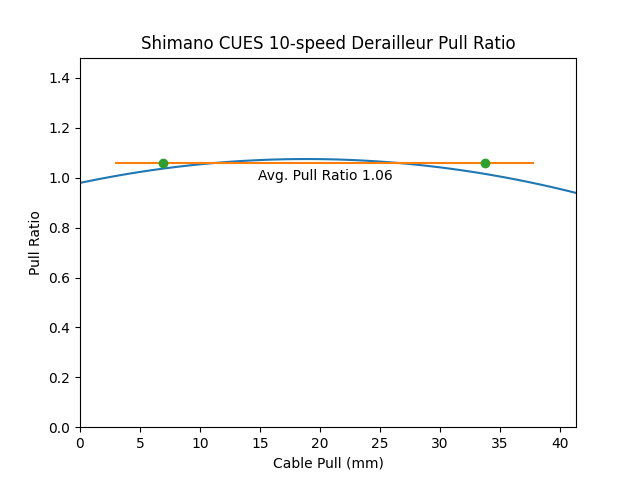 Shimano CUES 10-speed Derailleur Pull Ratio
1.4
1.2
1.0
0.8
0.6
0.4
0.2
0.0
Pull Ratio
Avg. Pull Ratio 1.06
0 5 10 15 20 25 30 35 40
Cable Pull (mm)